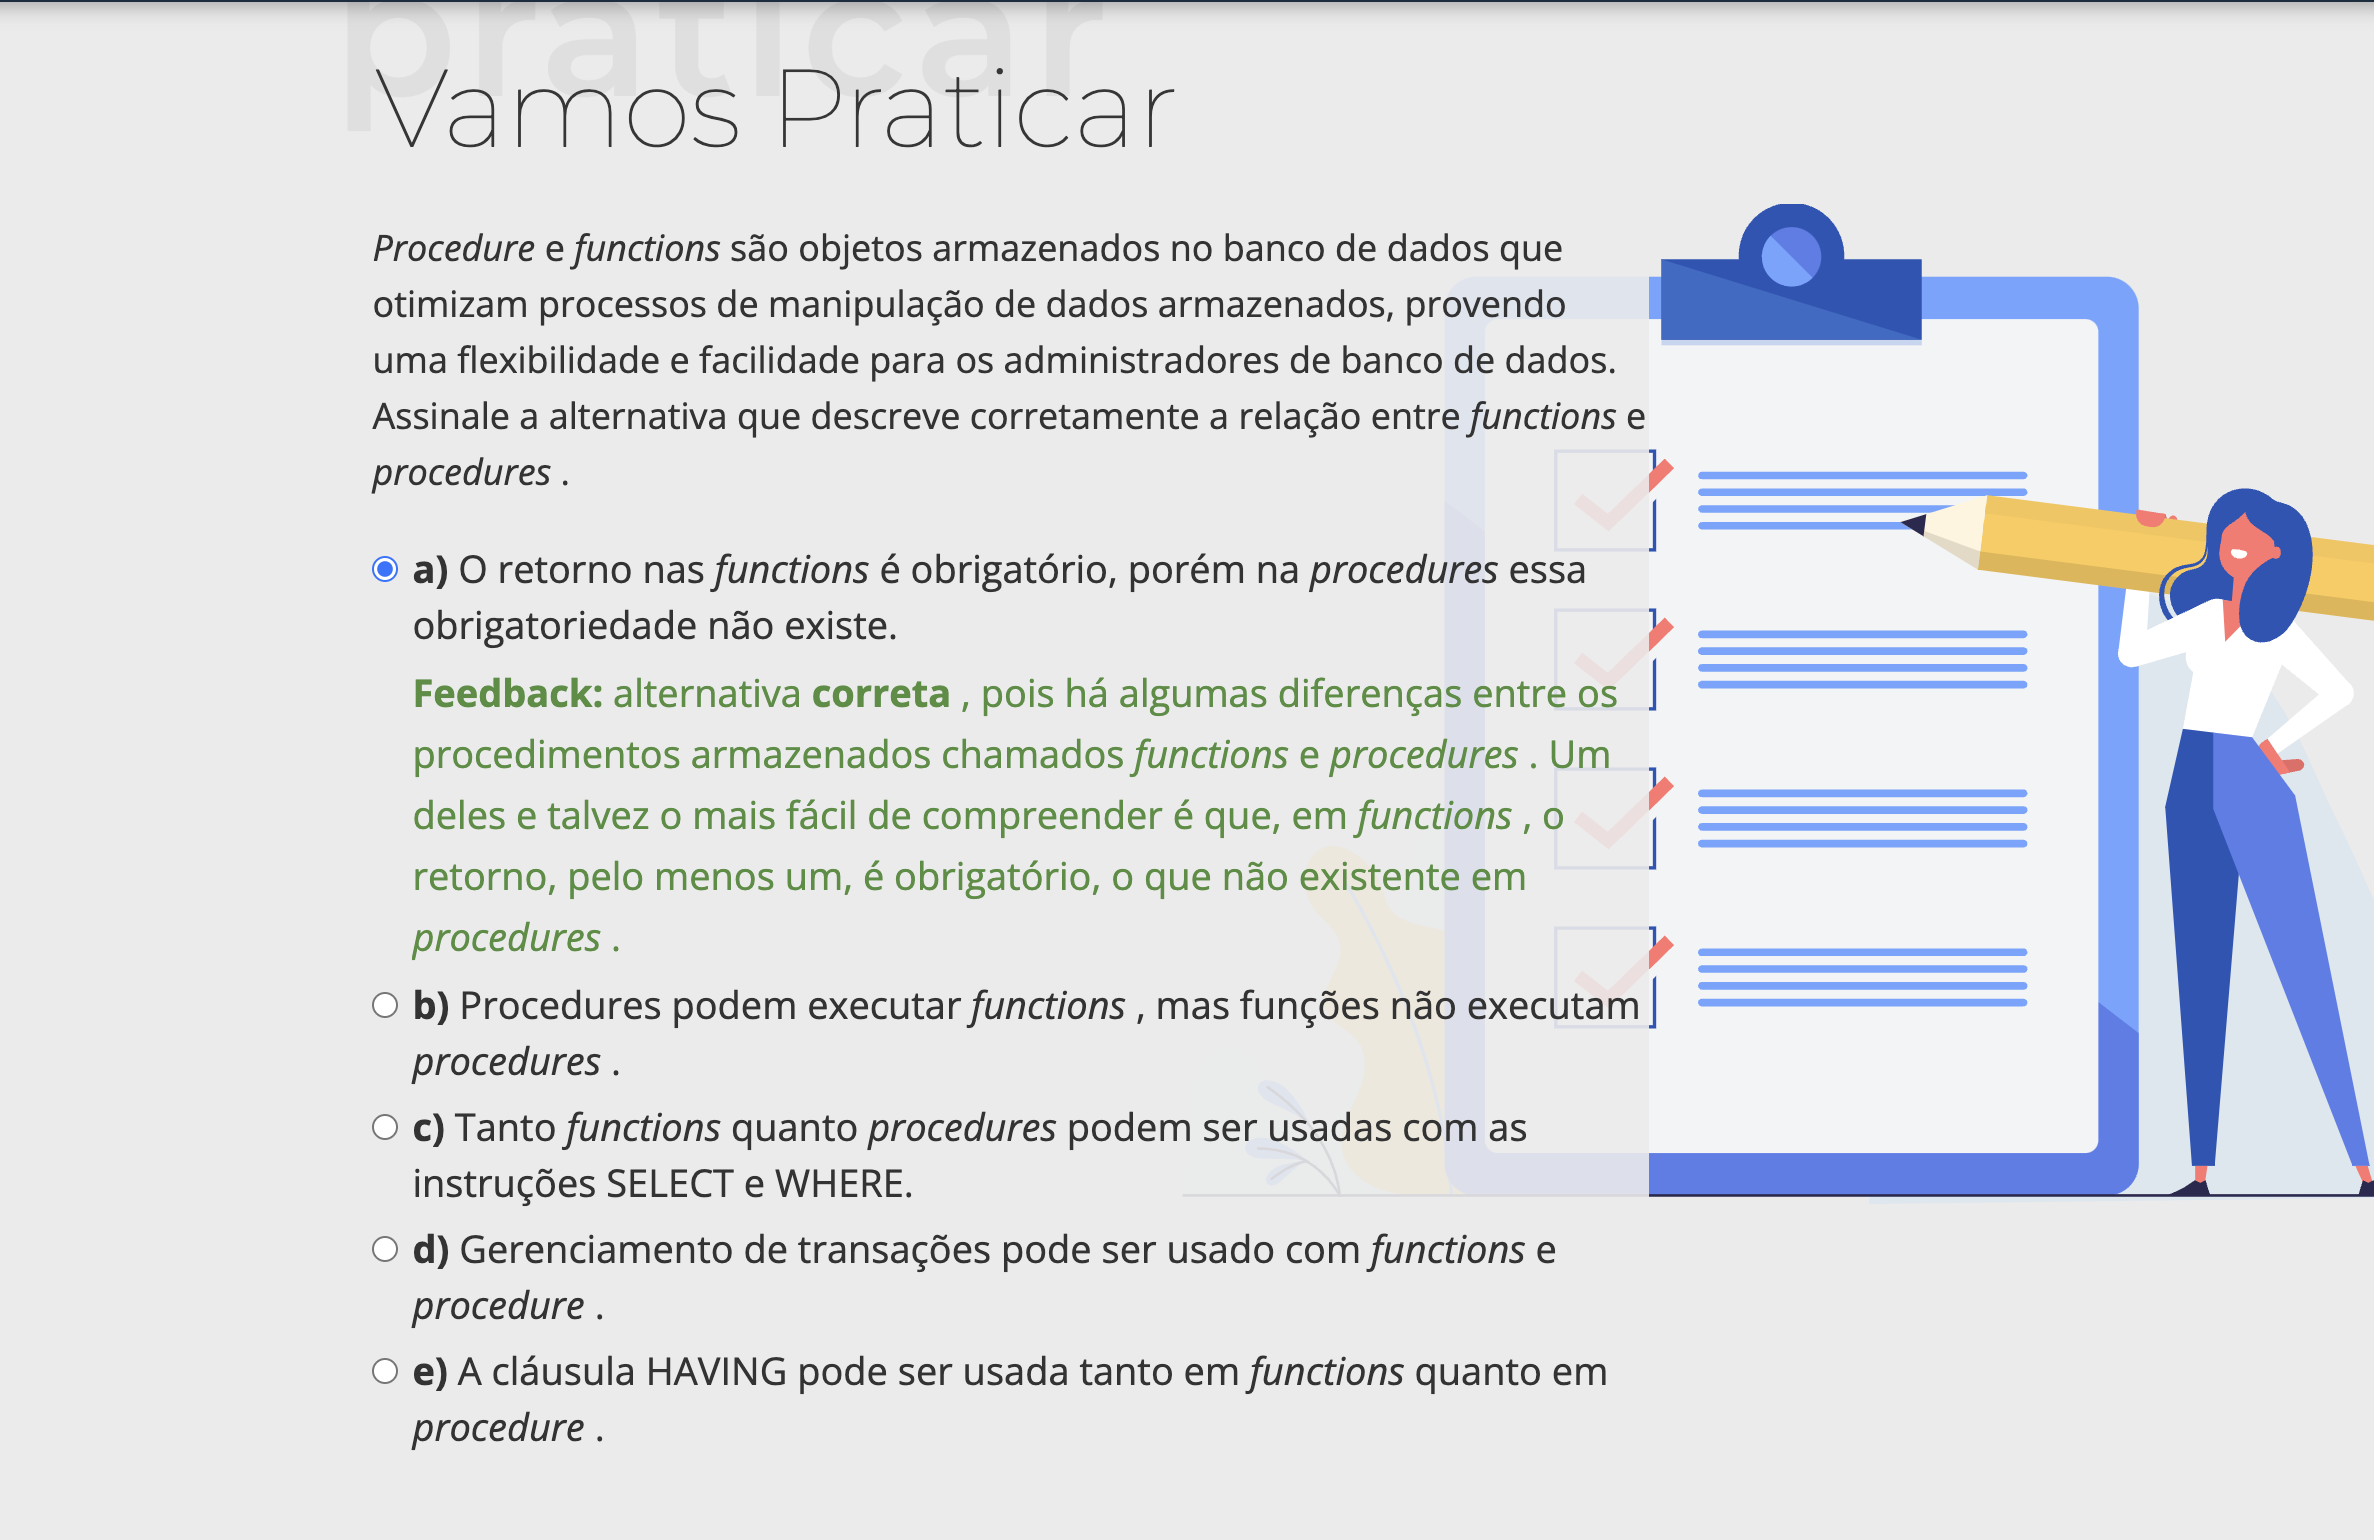 praticar
Vamos Praticar
Procedure e functions são objetos armazenados no banco de dados que
otimizam processos de manipulação de dados armazenados, provendo
uma flexibilidade e facilidade para os administradores de banco de dados.
Assinale a alternativa que descreve corretamente a relação entre functions e
procedures .
a) O retorno nas functions é obrigatório, porém na procedures essa
obrigatoriedade não existe.
Feedback: alternativa correta , pois há algumas diferenças entre os
procedimentos armazenados chamados functions e procedures . Um
deles e talvez o mais fácil de compreender é que, em functions , o
retorno, pelo menos um, é obrigatório, o que não existente em
procedures .
b) Procedures podem executar functions , mas funções não executam
procedures .
c) Tanto functions quanto procedures podem ser usadas com as
instruções SELECT e WHERE.
d) Gerenciamento de transações pode ser usado com functions e
procedure .
e) A cláusula HAVING pode ser usada tanto em functions quanto em
procedure .